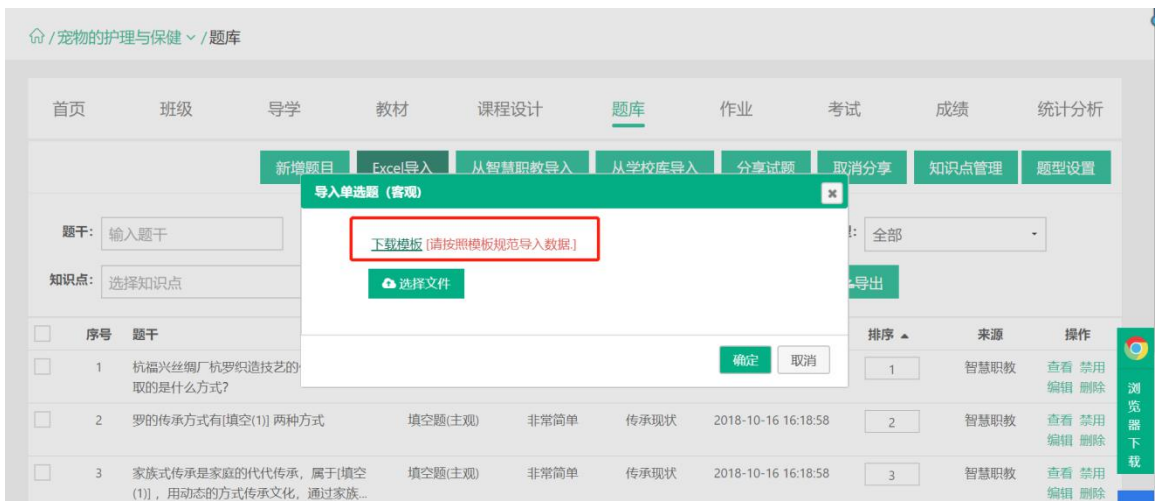 / 宠物的护理与保健 / 题库
首页 班级 导学 教材 课程设计 题库 作业 考试 成绩 统计分析
新增题目 Excel导入 从智慧职教导入 从学校库导入 分享试题 取消分享 知识点管理 题型设置
导入单选题（客观）
题干： 输入题干 全部
下载模板 [请按照模板规范导入数据.]
知识点： 选择知识点 选择文件 导出
确定 取消
序号 题干 排序 来源 操作
1 杭福兴丝绸厂杭罗织造技艺的 1 智慧职教 查看 禁用
取的是什么方式? 编辑 删除
2 罗的传承方式有[填空(1)] 两种方式 填空题(主观) 非常简单 传承现状 2018-10-16 16:18:58 2 智慧职教 查看 禁用
编辑 删除
3 家族式传承是家庭的代代传承，属于[填空 填空题(主观) 非常简单 传承现状 2018-10-16 16:18:58 3 智慧职教 查看 禁用
(1)]，用动态的方式传承文化，通过家族... 编辑 删除
浏览器下载